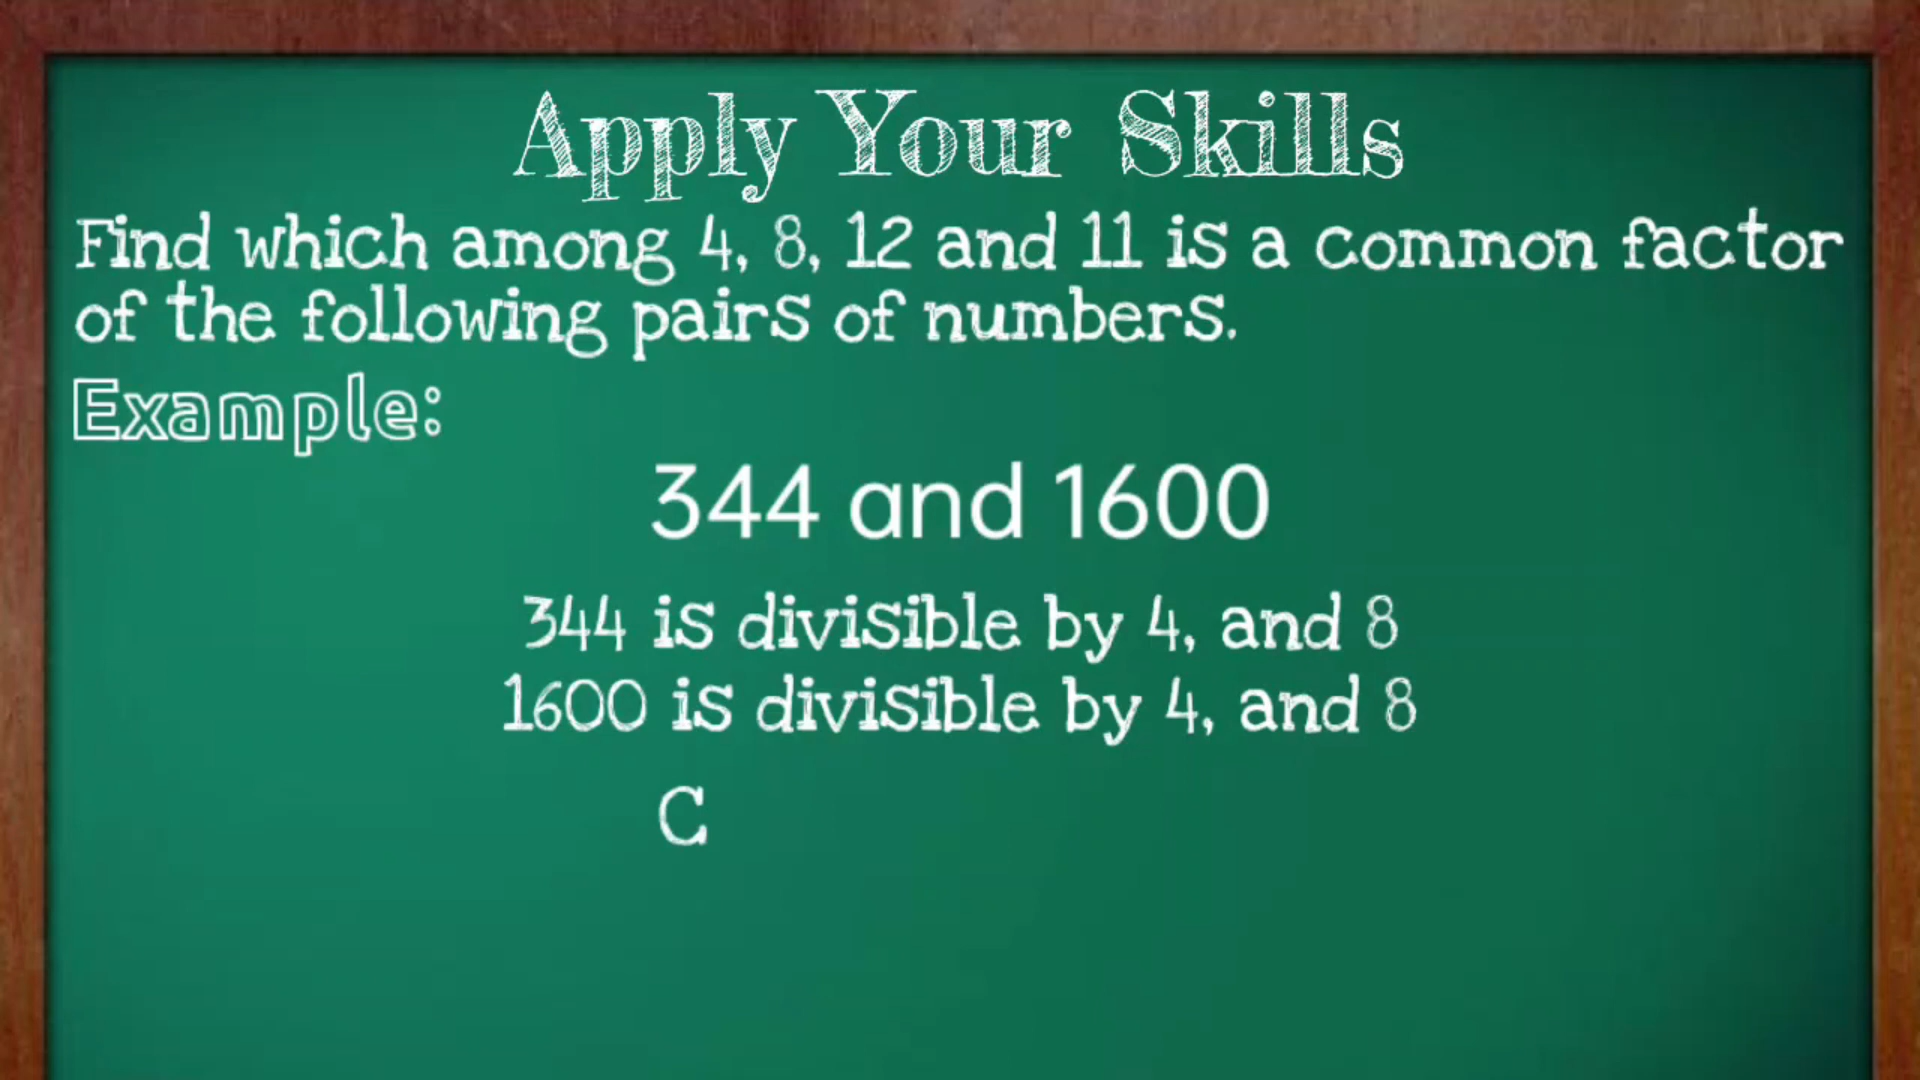 Apply Your Skills
Find which among 4, 8, 12 and 11 is a common factor
of the following pairs of numbers.
Example:
344 and 1600
344 is divisible by 4, and 8
1600 is divisible by 4, and 8
C